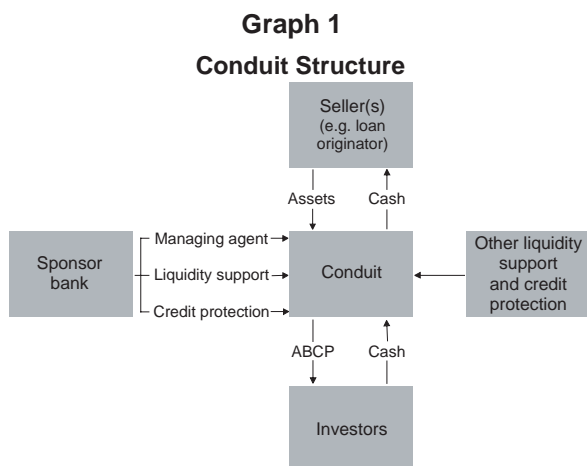 Graph 1
Conduit Structure
Seller(s)
(e.g. loan
originator)
Assets
Cash
Managing agent
Sponsor
bank
Liquidity support
Credit protection
Conduit
Other liquidity
support
and credit
protection
ABCP
Cash
Investors